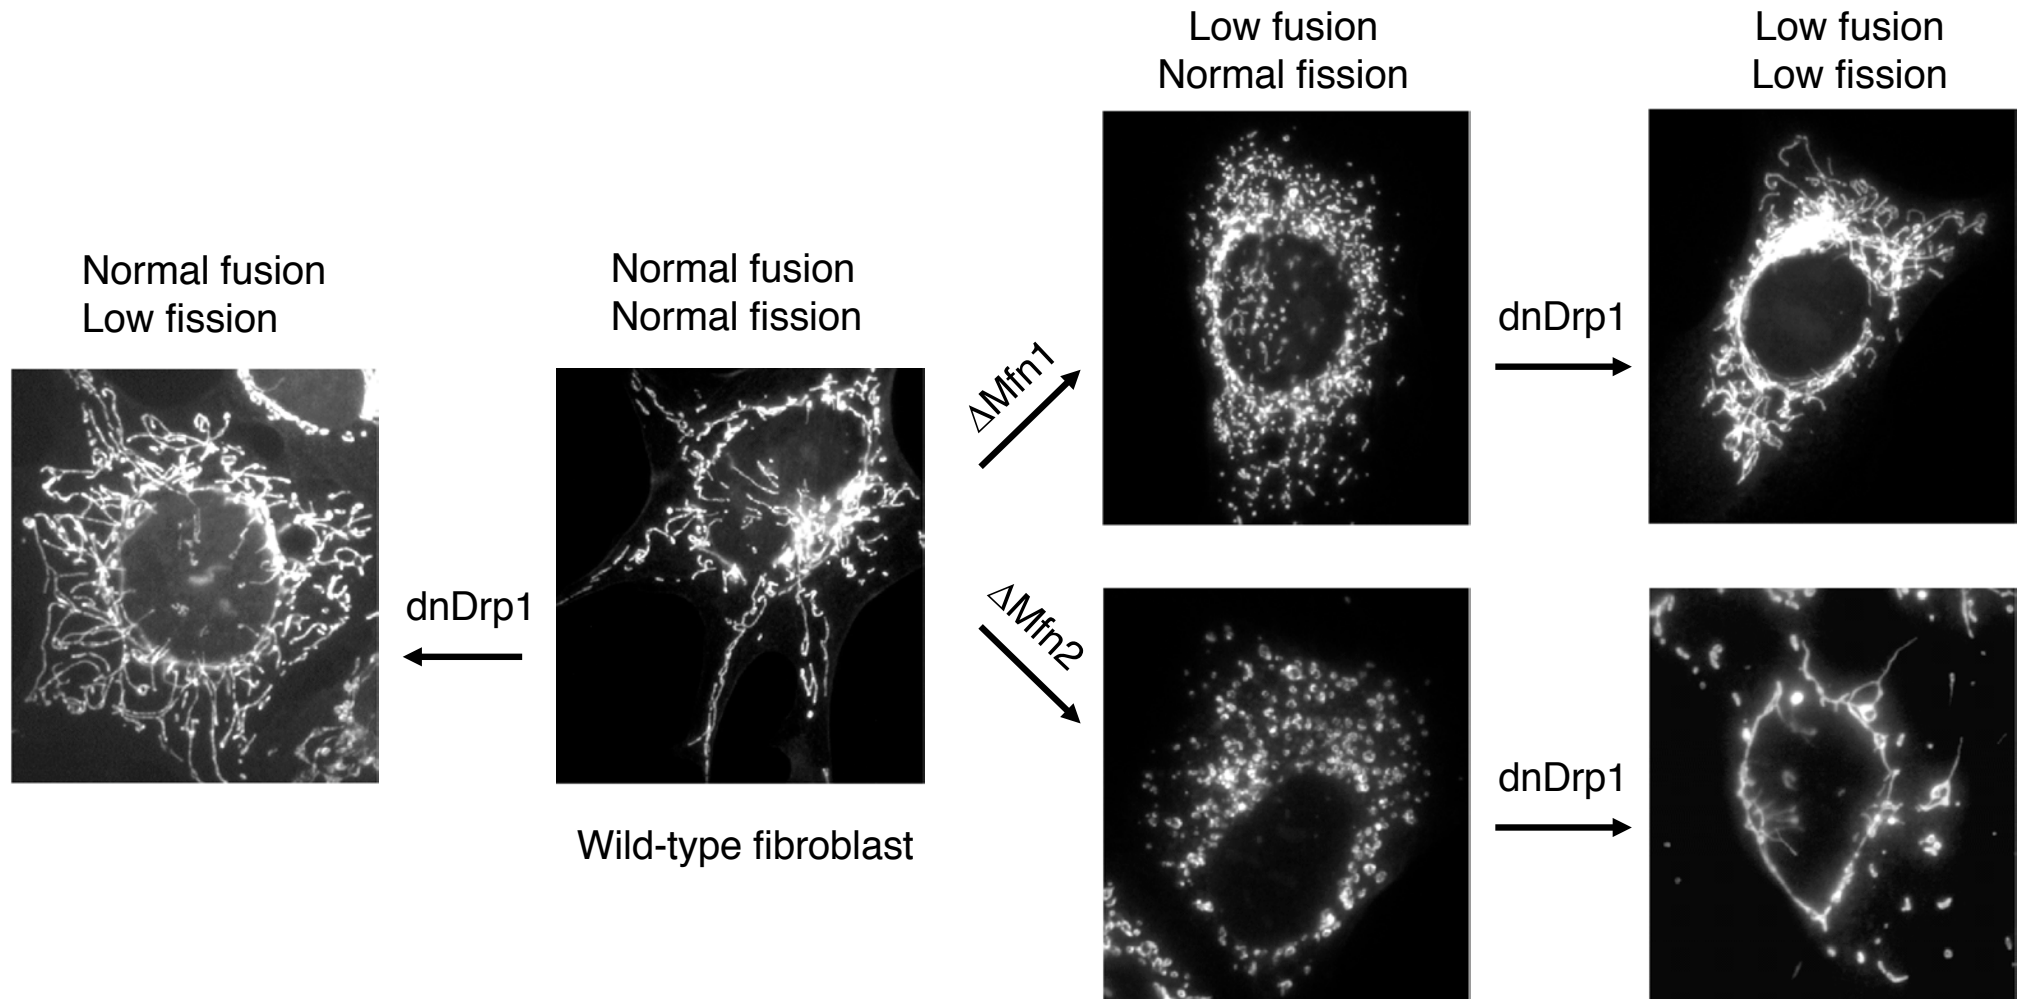 Low fusion
Normal fission
Low fusion
Low fission
Normal fusion
Low fission
Normal fusion
Normal fission
ΔMfn1
dnDrp1
dnDrp1
ΔMfn2
dnDrp1
Wild-type fibroblast